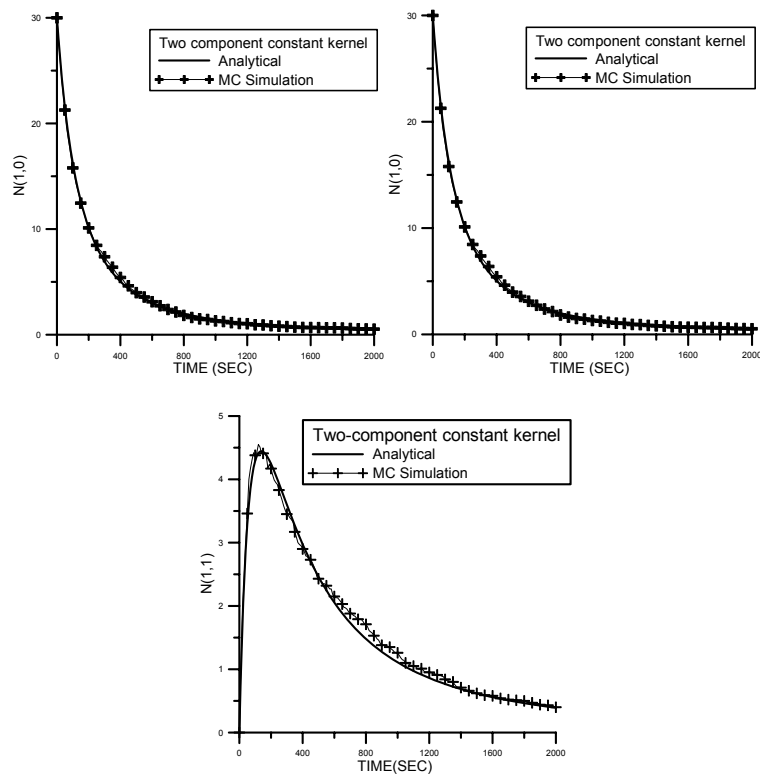 Two component constant kernel
Analytical
MC Simulation
30
20
10
0
N(1,0)
0 400 800 1200 1600 2000
TIME (SEC)
Two component constant kernel
Analytical
MC Simulation
30
20
10
0
N(1,0)
0 400 800 1200 1600 2000
TIME (SEC)
Two-component constant kernel
Analytical
MC Simulation
5
4
3
2
1
0
N(1,1)
0 400 800 1200 1600 2000
TIME(SEC)